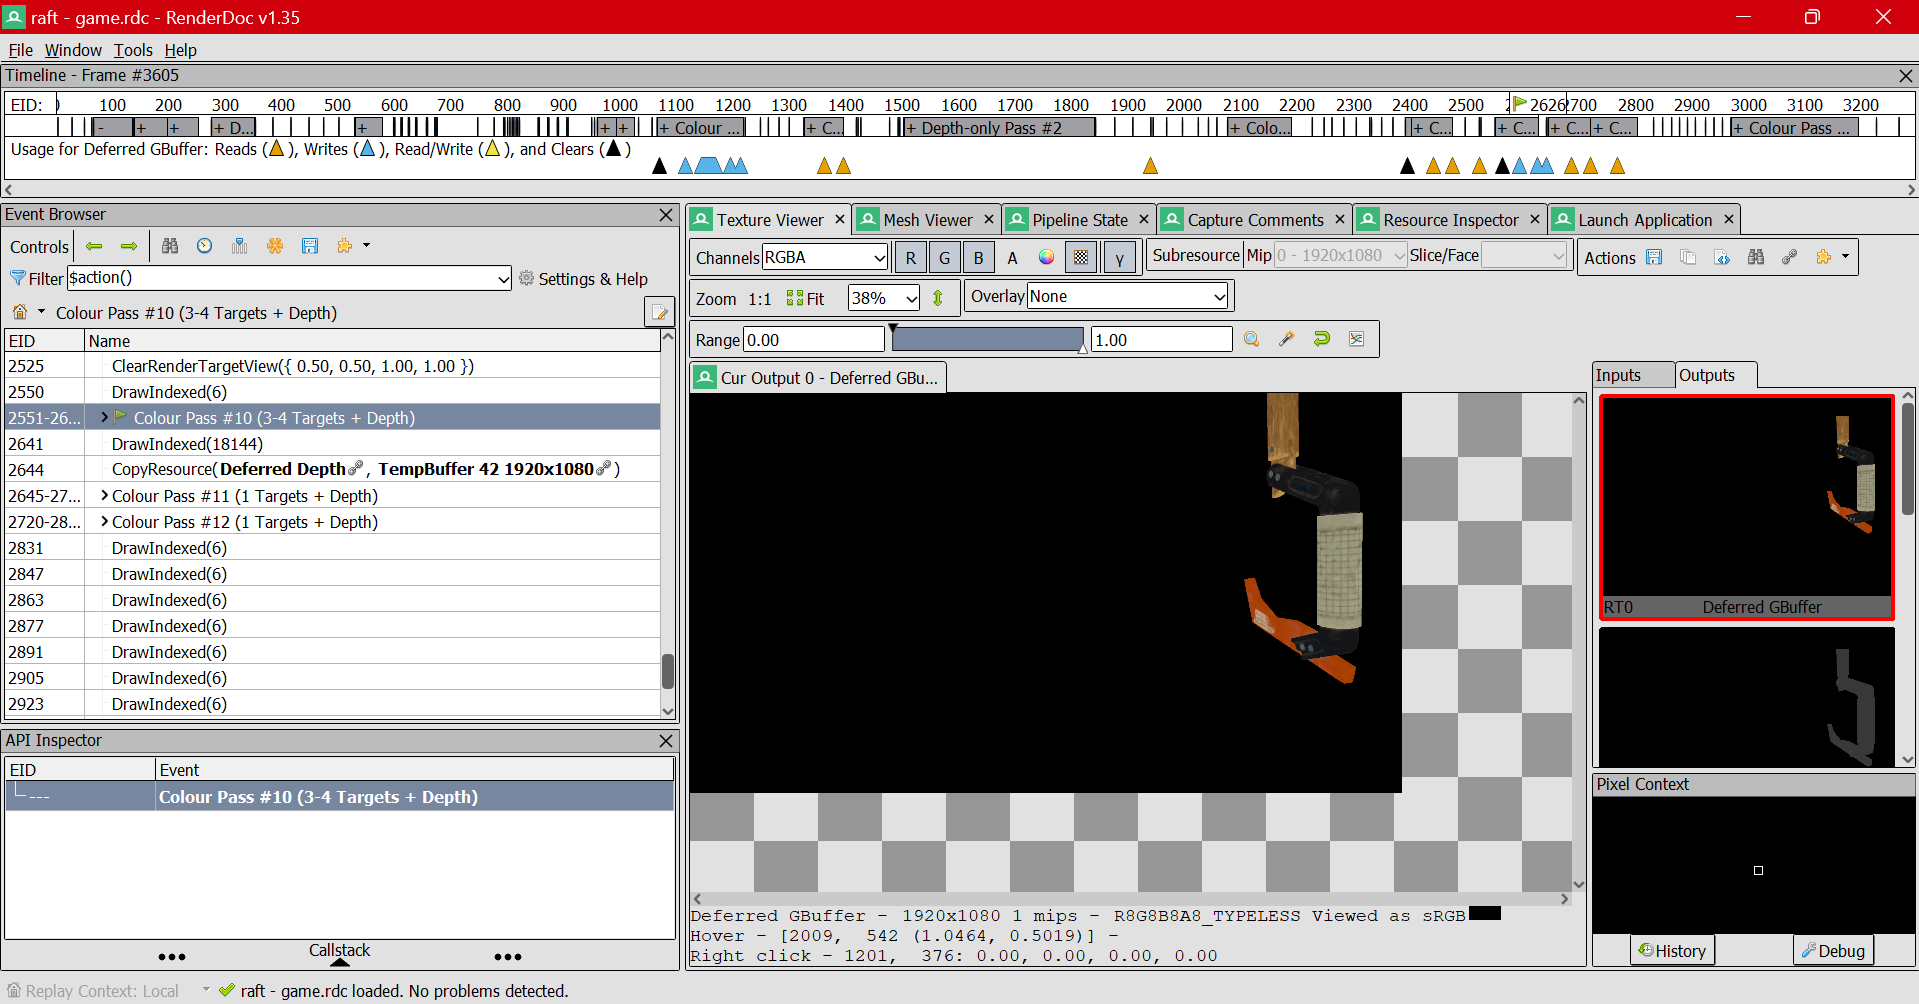 raft - game.rdc - RenderDoc v1.35
File Window Tools Help
Timeline - Frame #3605
EID: 100 200 300 400 500 600 700 800 900 1000 1100 1200 1300 1400 1500 1600 1700 1800 1900 2000 2100 2200 2300 2400 2500 2626 2700 2800 2900 3000 3100 3200
- + + + D... + + + + Colour ... + C... + Depth-only Pass #2 + Colo... + C... + C... + C... + C... + Colour Pass ...
Usage for Deferred GBuffer: Reads ( ), Writes ( ), Read/Write ( ), and Clears ( )
Event Browser
Controls
Filter $action() Settings & Help
Colour Pass #10 (3-4 Targets + Depth)
EID Name
2525 ClearRenderTargetView({ 0.50, 0.50, 1.00, 1.00 })
2550 DrawIndexed(6)
2551-26... Colour Pass #10 (3-4 Targets + Depth)
2641 DrawIndexed(18144)
2644 CopyResource(Deferred Depth , TempBuffer 42 1920x1080 )
2645-27... Colour Pass #11 (1 Targets + Depth)
2720-28... Colour Pass #12 (1 Targets + Depth)
2831 DrawIndexed(6)
2847 DrawIndexed(6)
2863 DrawIndexed(6)
2877 DrawIndexed(6)
2891 DrawIndexed(6)
2905 DrawIndexed(6)
2923 DrawIndexed(6)
API Inspector
EID Event
--- Colour Pass #10 (3-4 Targets + Depth)
Callstack
Texture Viewer Mesh Viewer Pipeline State Capture Comments Resource Inspector Launch Application
Channels RGBA R G B A γ Subresource Mip 0 - 1920x1080 Slice/Face Actions
Zoom 1:1 Fit 38% Overlay None
Range 0.00 1.00
Cur Output 0 - Deferred GBu...
Deferred GBuffer - 1920x1080 1 mips - R8G8B8A8_TYPELESS Viewed as sRGB
Hover - [2009, 542 (1.0464, 0.5019)] -
Right click - 1201, 376: 0.00, 0.00, 0.00, 0.00
Inputs Outputs
RT0 Deferred GBuffer
Pixel Context
History Debug
Replay Context: Local raft - game.rdc loaded. No problems detected.